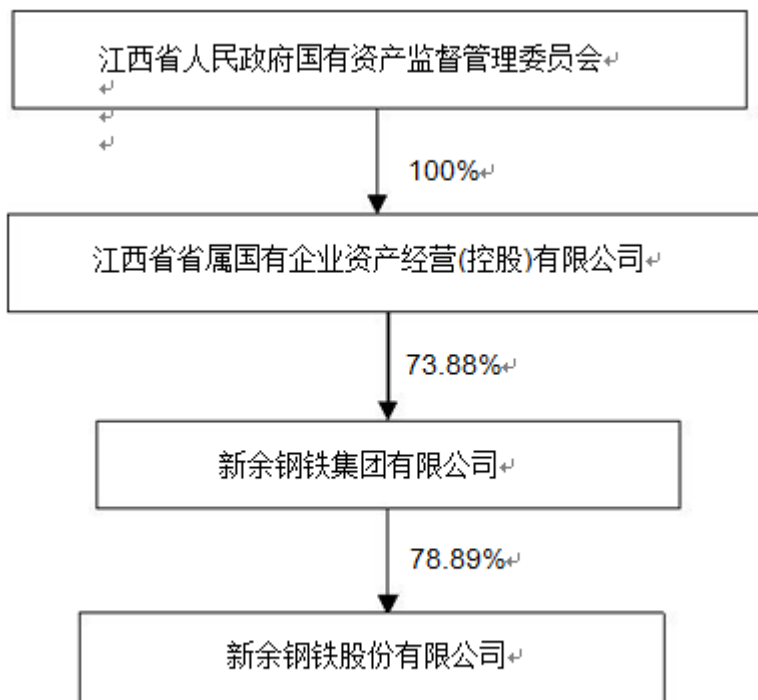 江西省人民政府国有资产监督管理委员会
100%
江西省省属国有企业资产经营(控股)有限公司
73.88%
新余钢铁集团有限公司
78.89%
新余钢铁股份有限公司